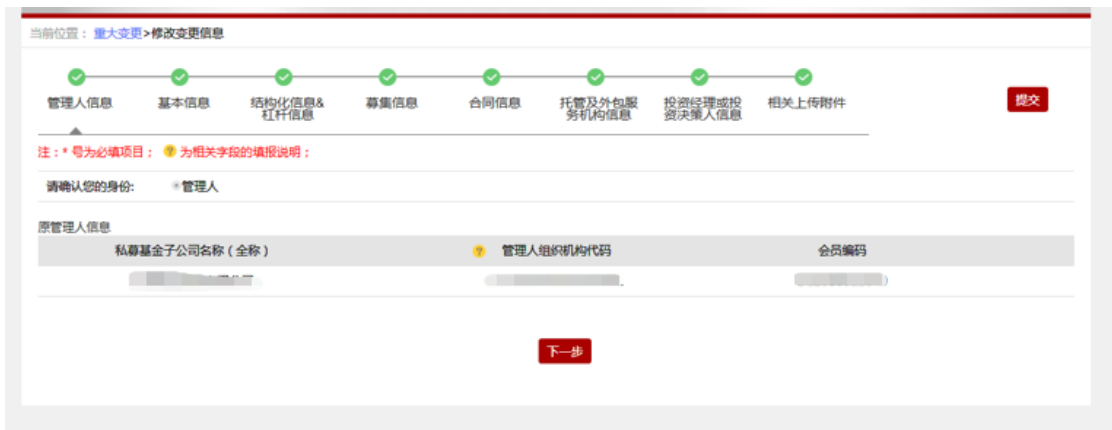 当前位置：重大变更>修改变更信息
管理人信息 基本信息 结构化信息& 募集信息 合同信息 托管及外包服 投资经理或投 相关上传附件 提交
杠杆信息 务机构信息 资决策人信息
注：* 号为必填项目； ? 为相关字段的填报说明；
请确认您的身份: 管理人
原管理人信息
私募基金子公司名称（全称） ? 管理人组织机构代码 会员编码
下一步